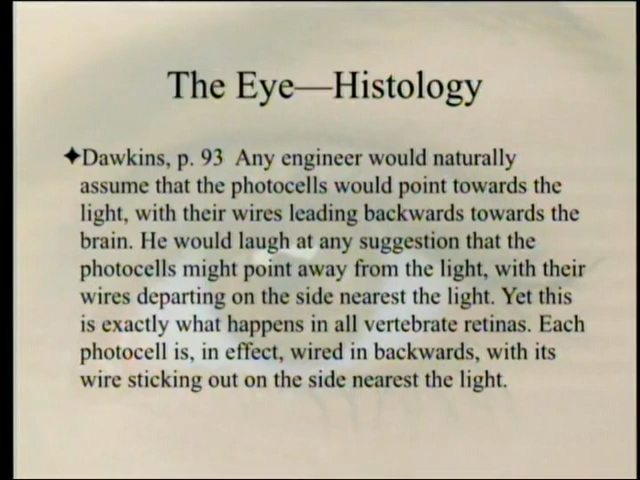 The Eye—Histology
✦Dawkins, p. 93 Any engineer would naturally
assume that the photocells would point towards the
light, with their wires leading backwards towards the
brain. He would laugh at any suggestion that the
photocells might point away from the light, with their
wires departing on the side nearest the light. Yet this
is exactly what happens in all vertebrate retinas. Each
photocell is, in effect, wired in backwards, with its
wire sticking out on the side nearest the light.